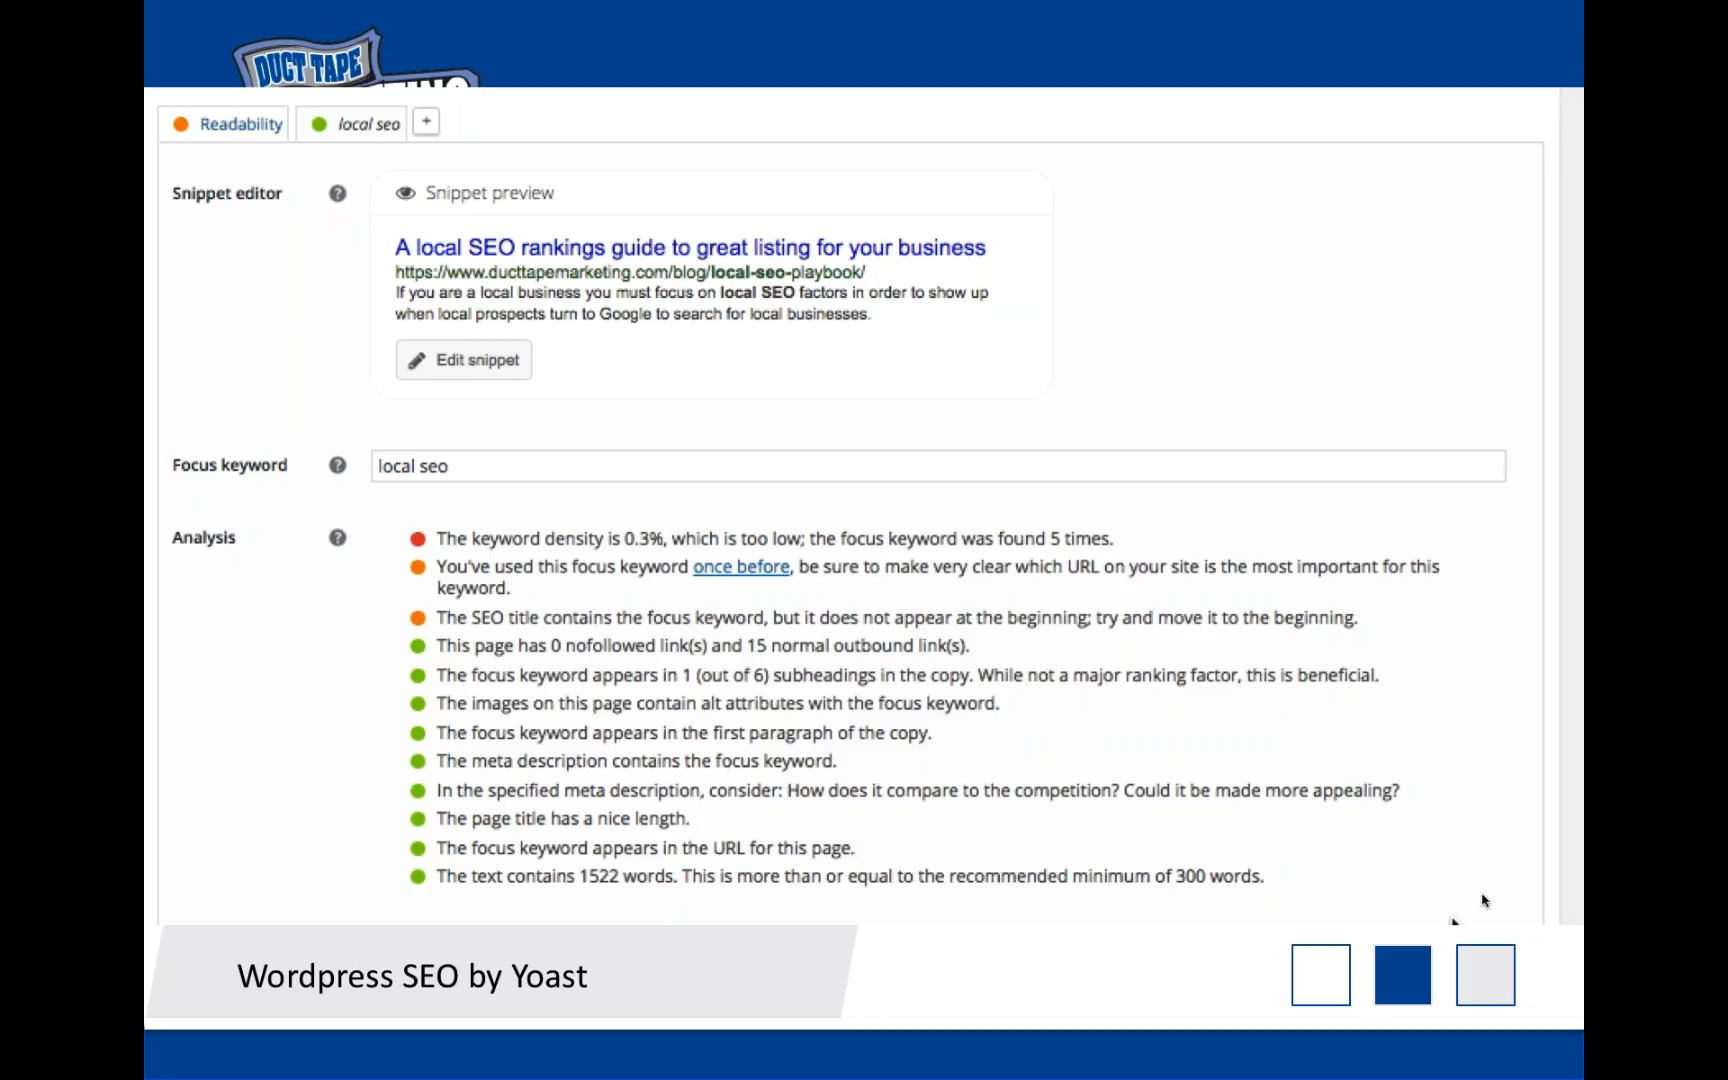 DUCT TAPE
Readability
local seo
+
Snippet editor
?
Snippet preview
A local SEO rankings guide to great listing for your business
https://www.ducttapemarketing.com/blog/local-seo-playbook/
If you are a local business you must focus on local SEO factors in order to show up
when local prospects turn to Google to search for local businesses.
Edit snippet
Focus keyword
?
local seo
Analysis
?
The keyword density is 0.3%, which is too low; the focus keyword was found 5 times.
You've used this focus keyword once before, be sure to make very clear which URL on your site is the most important for this
keyword.
The SEO title contains the focus keyword, but it does not appear at the beginning; try and move it to the beginning.
This page has 0 nofollowed link(s) and 15 normal outbound link(s).
The focus keyword appears in 1 (out of 6) subheadings in the copy. While not a major ranking factor, this is beneficial.
The images on this page contain alt attributes with the focus keyword.
The focus keyword appears in the first paragraph of the copy.
The meta description contains the focus keyword.
In the specified meta description, consider: How does it compare to the competition? Could it be made more appealing?
The page title has a nice length.
The focus keyword appears in the URL for this page.
The text contains 1522 words. This is more than or equal to the recommended minimum of 300 words.
Wordpress SEO by Yoast